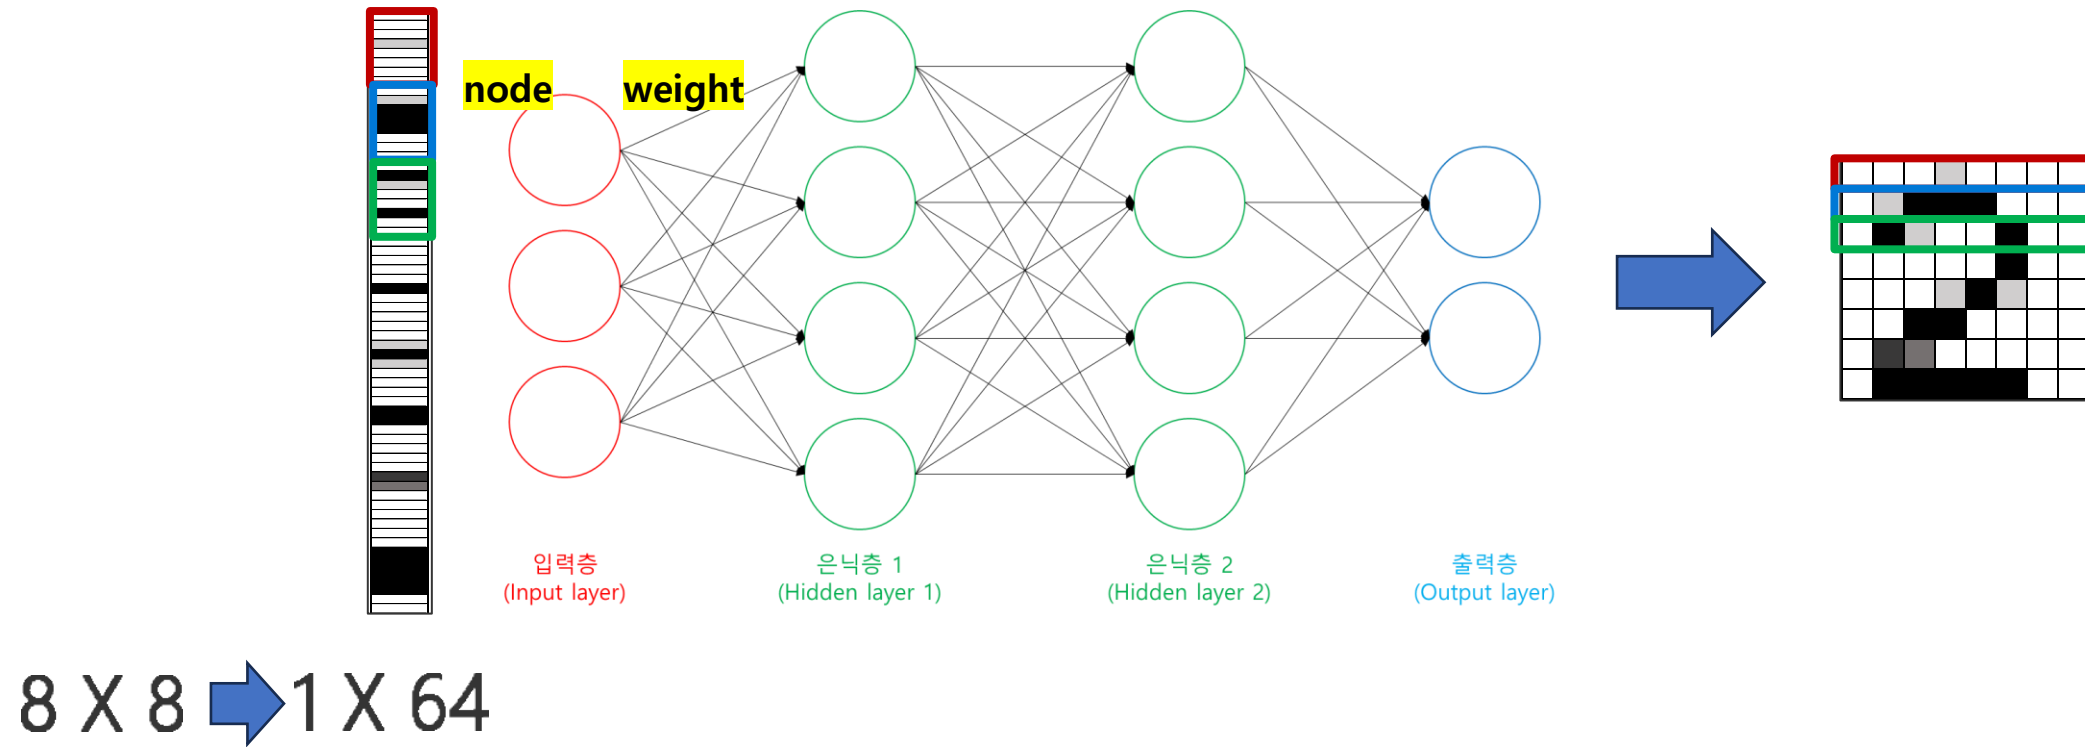 node
weight
입력층
(Input layer)
은닉층 1
(Hidden layer 1)
은닉층 2
(Hidden layer 2)
출력층
(Output layer)
8 X 8
1 X 64